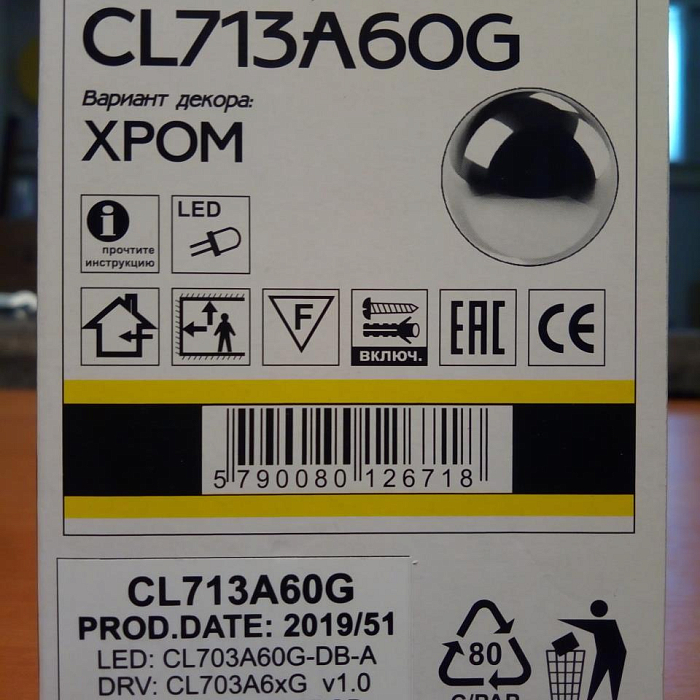 CL713A60G
Вариант декора:
ХРОМ
i
прочтите
инструкцию
LED
F
ВКЛЮЧ.
EAC
CE
5 790080 126718
CL713A60G
PROD.DATE: 2019/51
LED: CL703A60G-DB-A
DRV: CL703A6xG v1.0
80
C/PAP